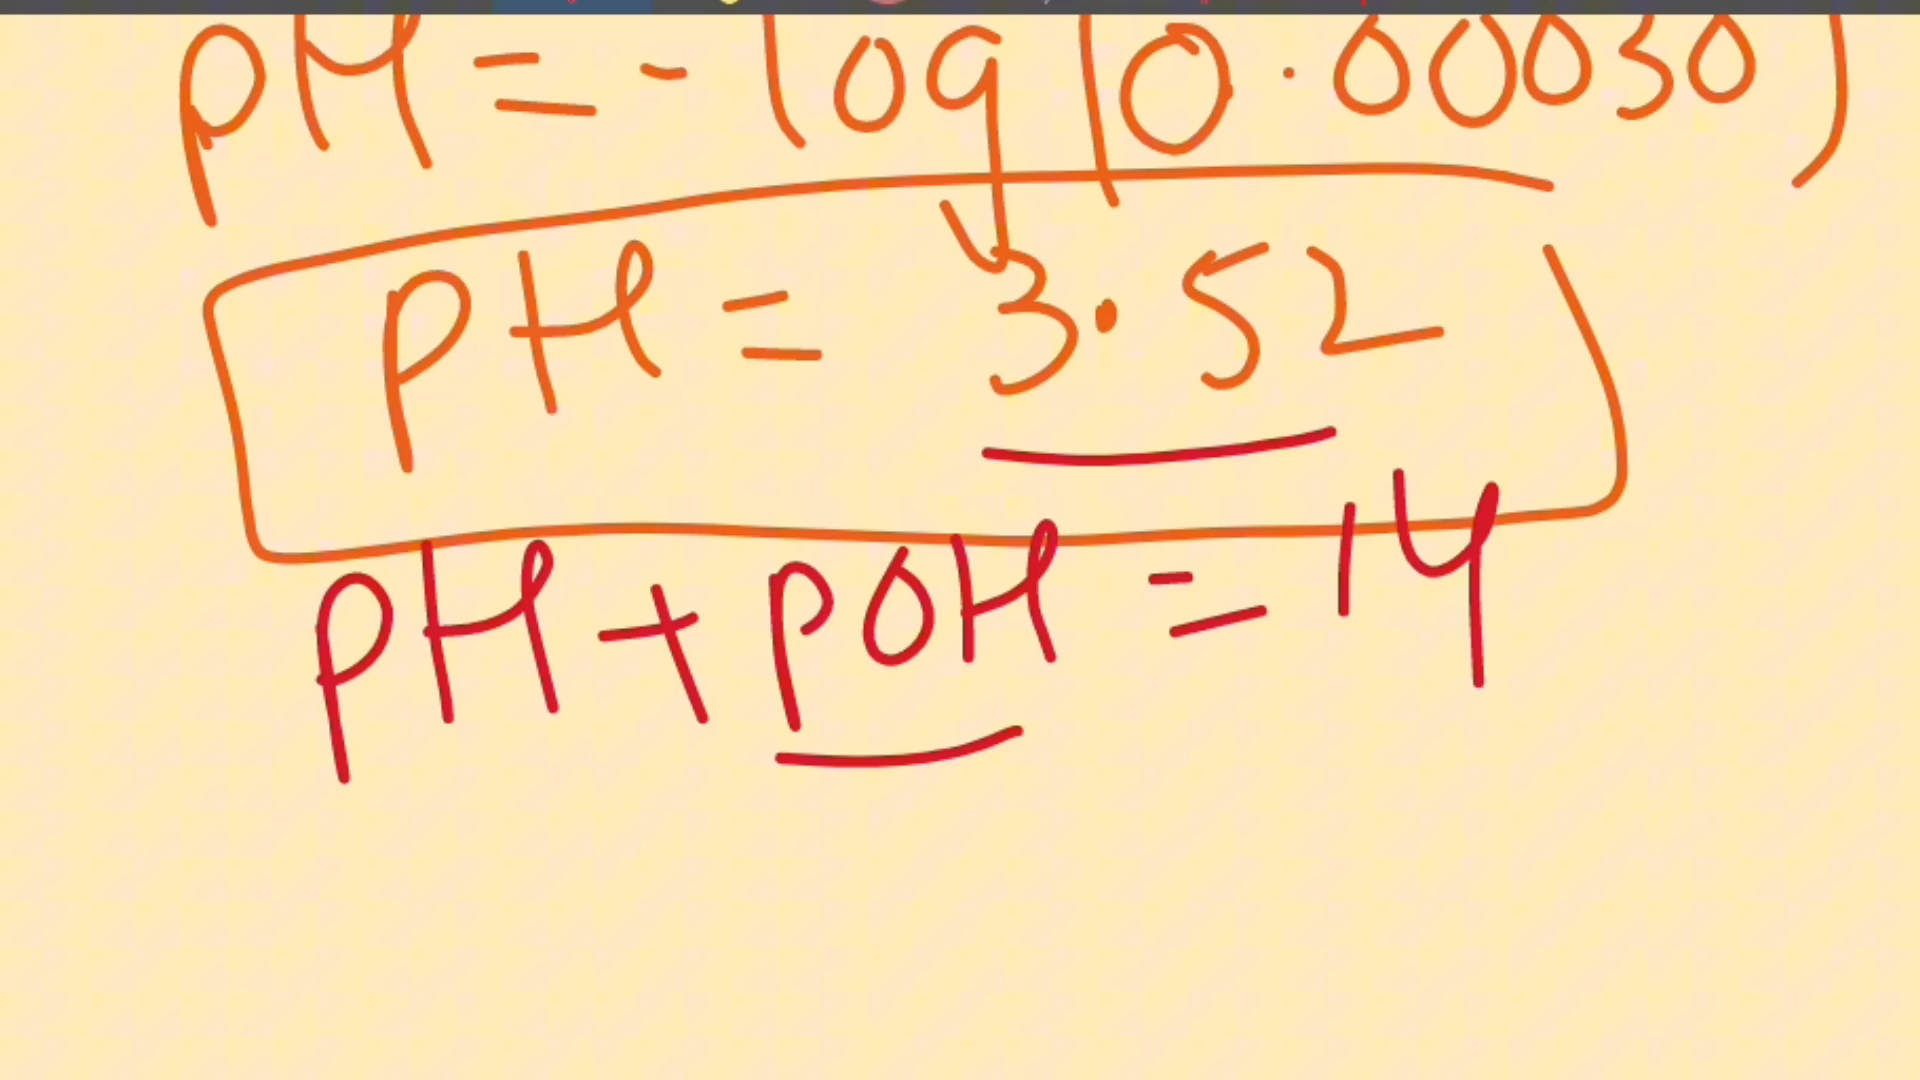 pH = - log (0.00030)
pH = 3.52
pH + pOH = 14